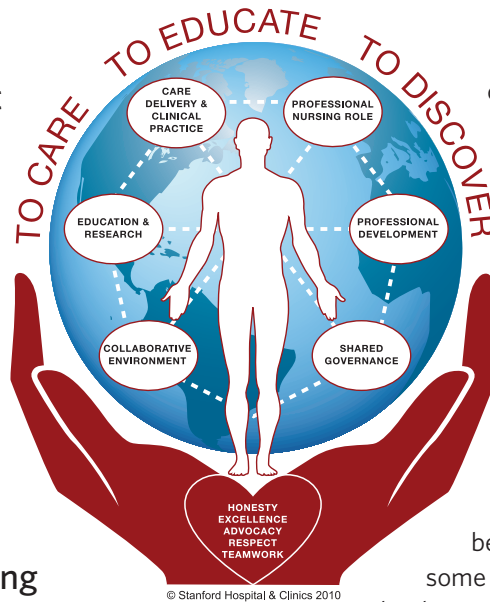 TO CARE TO EDUCATE TO DISCOVER
CARE
DELIVERY &
CLINICAL
PRACTICE
PROFESSIONAL
NURSING ROLE
EDUCATION &
RESEARCH
PROFESSIONAL
DEVELOPMENT
COLLABORATIVE
ENVIRONMENT
SHARED
GOVERNANCE
HONESTY
EXCELLENCE
ADVOCACY
RESPECT
TEAMWORK
be
some
ng
© Stanford Hospital & Clinics 2010